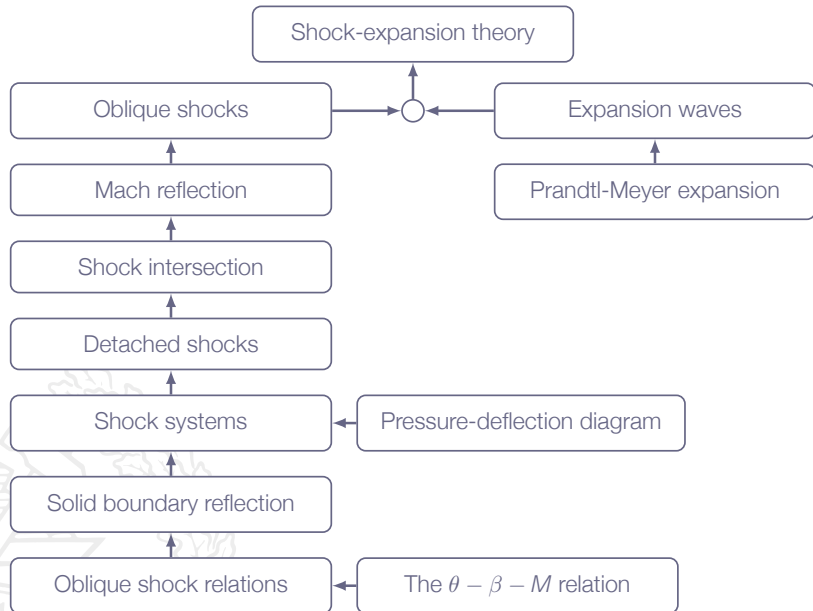 Shock-expansion theory
Oblique shocks
Expansion waves
Mach reflection
Prandtl-Meyer expansion
Shock intersection
Detached shocks
Shock systems
Pressure-deflection diagram
Solid boundary reflection
Oblique shock relations
The θ − β − M relation